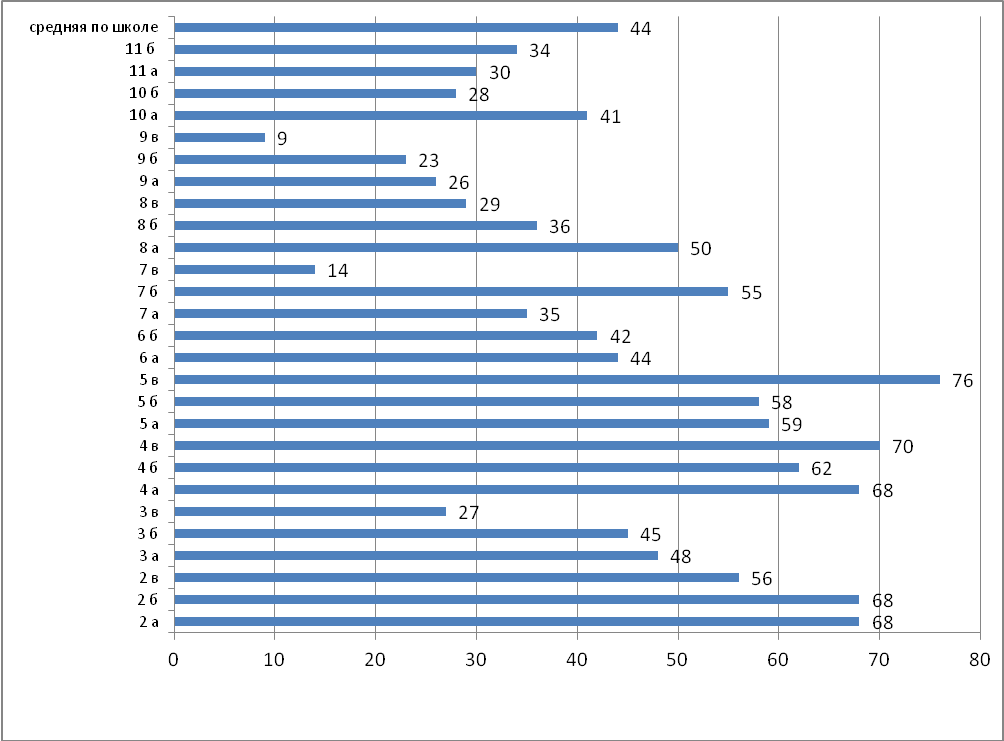 средняя по школе 44
11 б 34
11 а 30
10 б 28
10 а 41
9 в 9
9 б 23
9 а 26
8 в 29
8 б 36
8 а 50
7 в 14
7 б 55
7 а 35
6 б 42
6 а 44
5 в 76
5 б 58
5 а 59
4 в 70
4 б 62
4 а 68
3 в 27
3 б 45
3 а 48
2 в 56
2 б 68
2 а 68
0 10 20 30 40 50 60 70 80